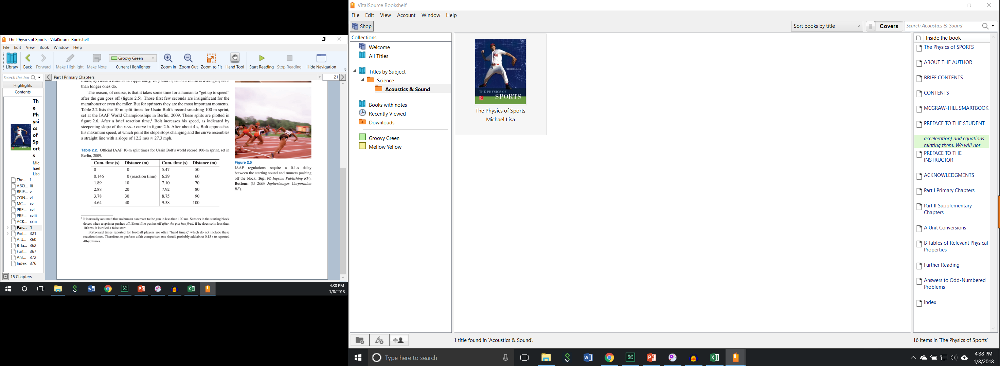 The Physics of Sports - VitalSource Bookshelf
File Edit View Book Window Help
Library Back Forward Make Highlight Make Note Groovy Green Current Highlighter Zoom In Zoom Out Zoom to Fit Hand Tool Start Reading Stop Reading Hide Navigation
Search this boc
Part I Primary Chapters 21
Highlights
Contents
Th
e
Ph
ysi
cs
of
Sp
ort
s
Mic
hael
Lisa
The... i
ABO... iii
BRIE... v
CON... vi
MC... xv
PRE... xvi
PRE... xviii
ACK... xxiii
Par... 1
Part... 321
A U... 360
B Ta... 362
Furt... 367
Ans... 372
Index 376
15 Chapters
times, by Denard Robinson. Apparently, very short sprints have lower average speeds
than longer ones do.
The reason, of course, is that it takes some time for a human to “get up to speed”
after the gun goes off (figure 2.5). Those first few seconds are insignificant for the
marathoner or even the miler. But for sprinters they are the most important moments.
Table 2.2 lists the 10-m split times for Usain Bolt's record-smashing 100-m sprint,
set at the IAAF World Championships in Berlin, 2009. These splits are plotted in
figure 2.6. After a brief reaction time,¹ Bolt increases his speed, as indicated by
steepening slope of the x-vs.-t curve in figure 2.6. After about 4 s, Bolt approaches
his maximum speed, at which point the slope stops changing and the curve resembles
a straight line with a slope of 12.2 m/s ≈ 27.3 mph.
Table 2.2. Official IAAF 10-m split times for Usain Bolt's world record 100-m sprint, set in
Berlin, 2009.
Cum. time (s) Distance (m) Cum. time (s) Distance (m)
0 0 5.47 50
0.146 0 (reaction time) 6.29 60
1.89 10 7.10 70
2.88 20 7.92 80
3.78 30 8.75 90
4.64 40 9.58 100
¹ It is usually assumed that no human can react to the gun in less than 100 ms. Sensors in the starting block
detect when a sprinter pushes off. Even if he pushes off after the gun has fired, if he does so in less than
100 ms, it is ruled a false start.
Forty-yard times reported for football players are often “hand times,” which do not include these
reaction times. Therefore, to perform a fair comparison one should probably add about 0.15 s to reported
40-yd times.
Figure 2.5
IAAF regulations require a 0.1-s delay
between the starting sound and runners pushing
off the block. Top: (© Ingram Publishing RF).
Bottom: (© 2009 Jupiterimages Corporation
RF).
4:38 PM
1/8/2018
VitalSource Bookshelf
File Edit View Account Window Help
Shop
Sort books by title
Covers
Search Acoustics & Sound
Collections
Welcome
All Titles
Titles by Subject
Science
Acoustics & Sound
Books with notes
Recently Viewed
Downloads
Groovy Green
Mellow Yellow
MICHAEL LISA
THE PHYSICS OF
SPORTS
The Physics of Sports
Michael Lisa
Inside the book
The Physics of SPORTS
ABOUT THE AUTHOR
BRIEF CONTENTS
CONTENTS
MCGRAW-HILL SMARTBOOK
PREFACE TO THE STUDENT
acceleration) and equations
relating them. We will not
PREFACE TO THE
INSTRUCTOR
ACKNOWLEDGMENTS
Part I Primary Chapters
Part II Supplementary
Chapters
A Unit Conversions
B Tables of Relevant Physical
Properties
Further Reading
Answers to Odd-Numbered
Problems
Index
1 title found in 'Acoustics & Sound'.
16 items in 'The Physics of Sports'
Type here to search
4:38 PM
1/8/2018